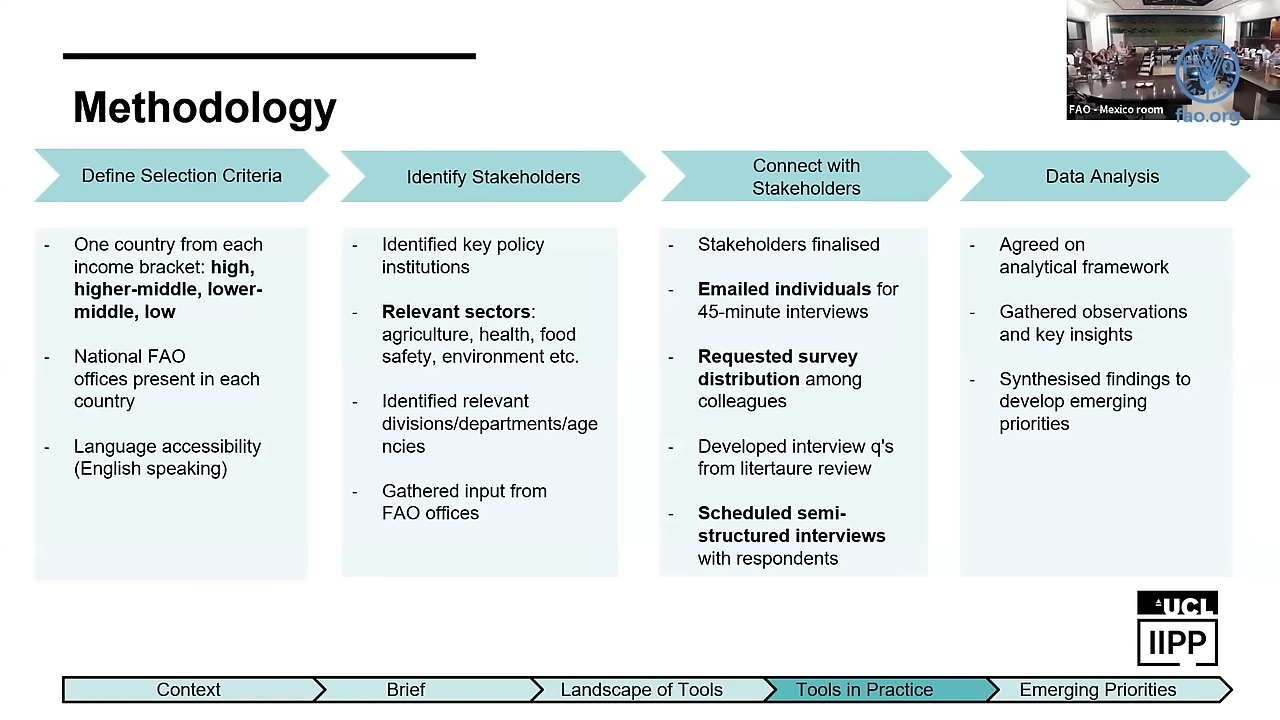 FAO - Mexico room
fao.org
Methodology
Define Selection Criteria
- One country from each
income bracket: high,
higher-middle, lower-
middle, low
- National FAO
offices present in each
country
- Language accessibility
(English speaking)
Identify Stakeholders
- Identified key policy
institutions
- Relevant sectors:
agriculture, health, food
safety, environment etc.
- Identified relevant
divisions/departments/age
ncies
- Gathered input from
FAO offices
Connect with
Stakeholders
- Stakeholders finalised
- Emailed individuals for
45-minute interviews
- Requested survey
distribution among
colleagues
- Developed interview q's
from litertaure review
- Scheduled semi-
structured interviews
with respondents
Data Analysis
- Agreed on
analytical framework
- Gathered observations
and key insights
- Synthesised findings to
develop emerging
priorities
UCL
IIPP
Context
Brief
Landscape of Tools
Tools in Practice
Emerging Priorities